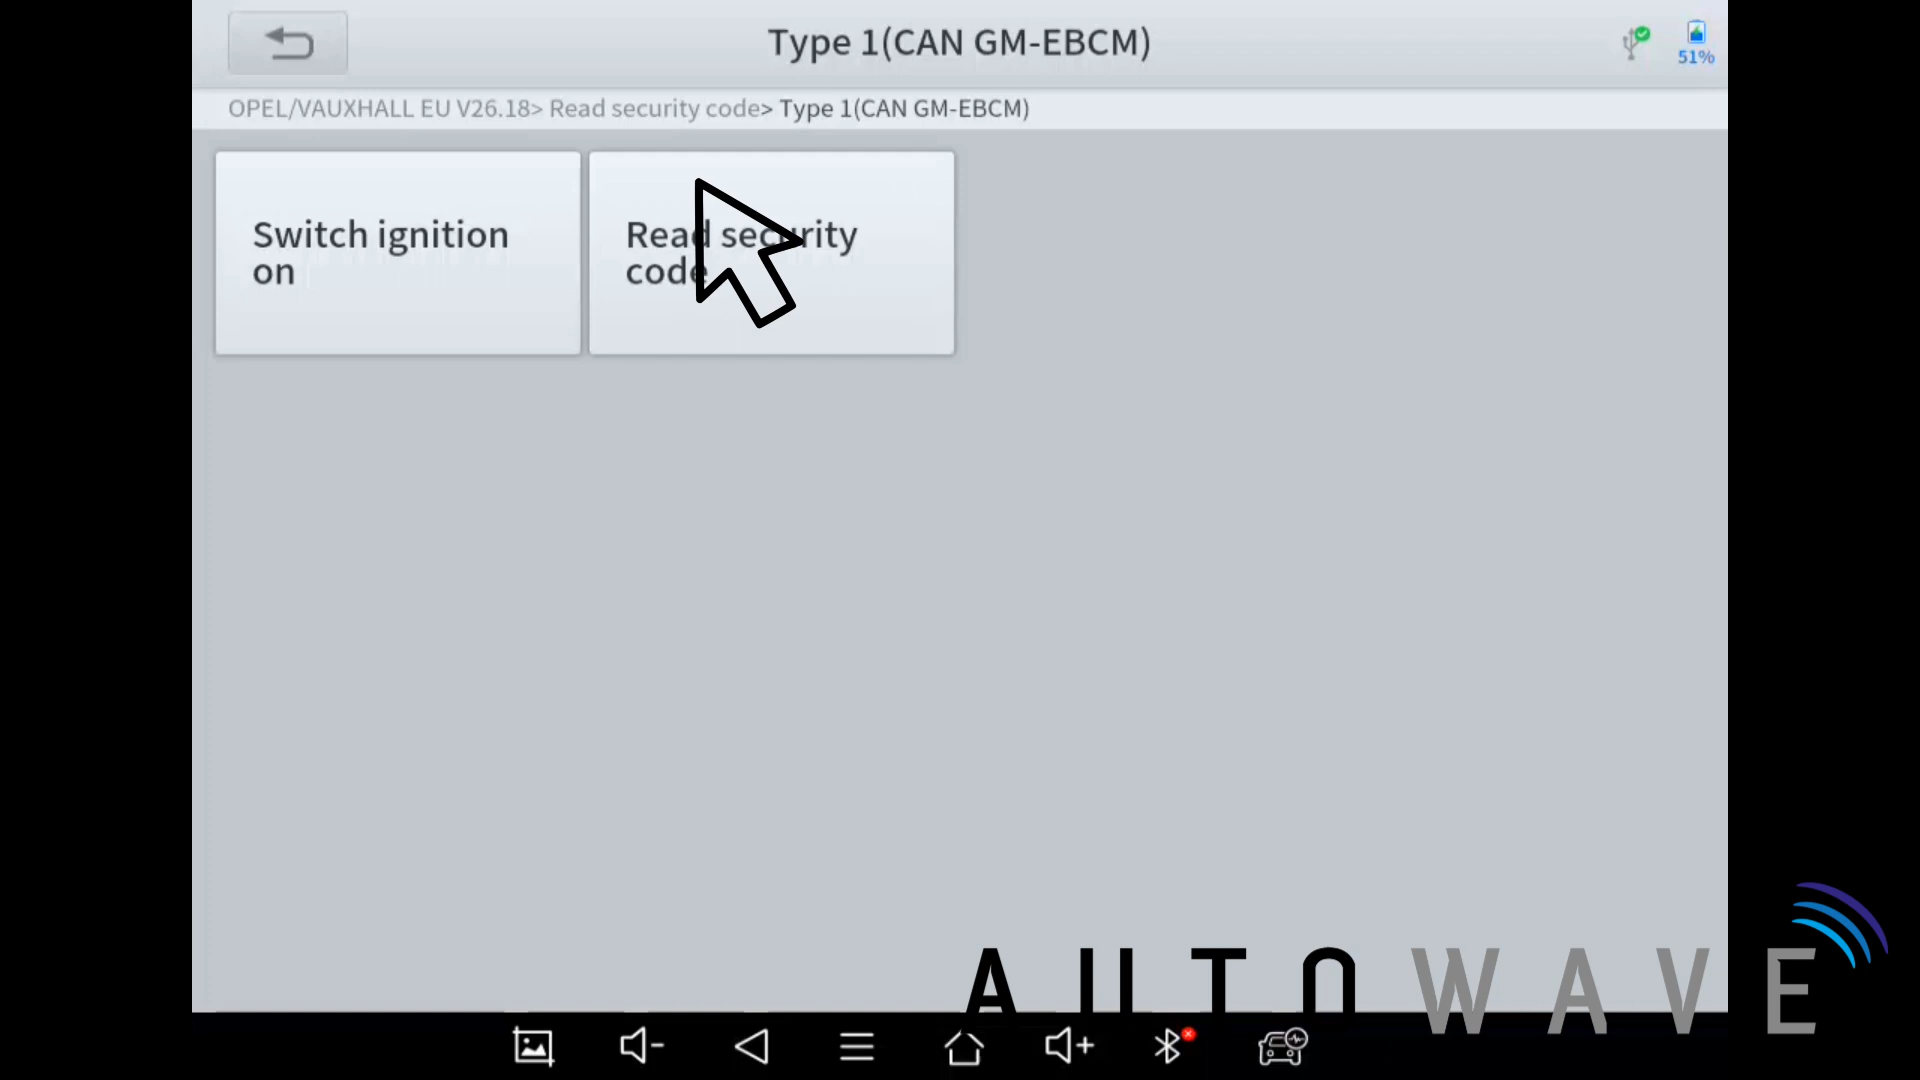 Type 1(CAN GM-EBCM)
51%
OPEL/VAUXHALL EU V26.18> Read security code> Type 1(CAN GM-EBCM)
Switch ignition
on
Read security
code
AUTOWAVE